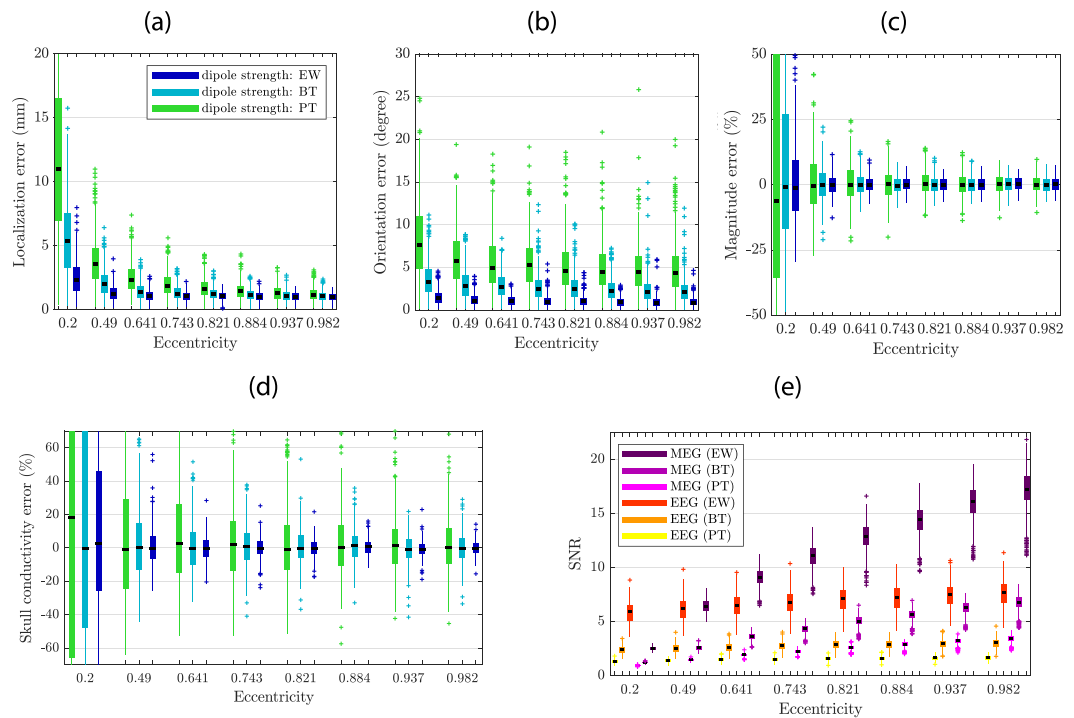 (a)
(b)
(c)
Localization error (mm)
20
15
10
5
0
dipole strength: EW
dipole strength: BT
dipole strength: PT
0.2 0.49 0.641 0.743 0.821 0.884 0.937 0.982
Eccentricity
Orientation error (degree)
30
25
20
15
10
5
0
0.2 0.49 0.641 0.743 0.821 0.884 0.937 0.982
Eccentricity
Magnitude error (%)
50
25
0
-25
-50
0.2 0.49 0.641 0.743 0.821 0.884 0.937 0.982
Eccentricity
(d)
(e)
Skull conductivity error (%)
60
40
20
0
-20
-40
-60
0.2 0.49 0.641 0.743 0.821 0.884 0.937 0.982
Eccentricity
SNR
20
15
10
5
0
MEG (EW)
MEG (BT)
MEG (PT)
EEG (EW)
EEG (BT)
EEG (PT)
0.2 0.49 0.641 0.743 0.821 0.884 0.937 0.982
Eccentricity